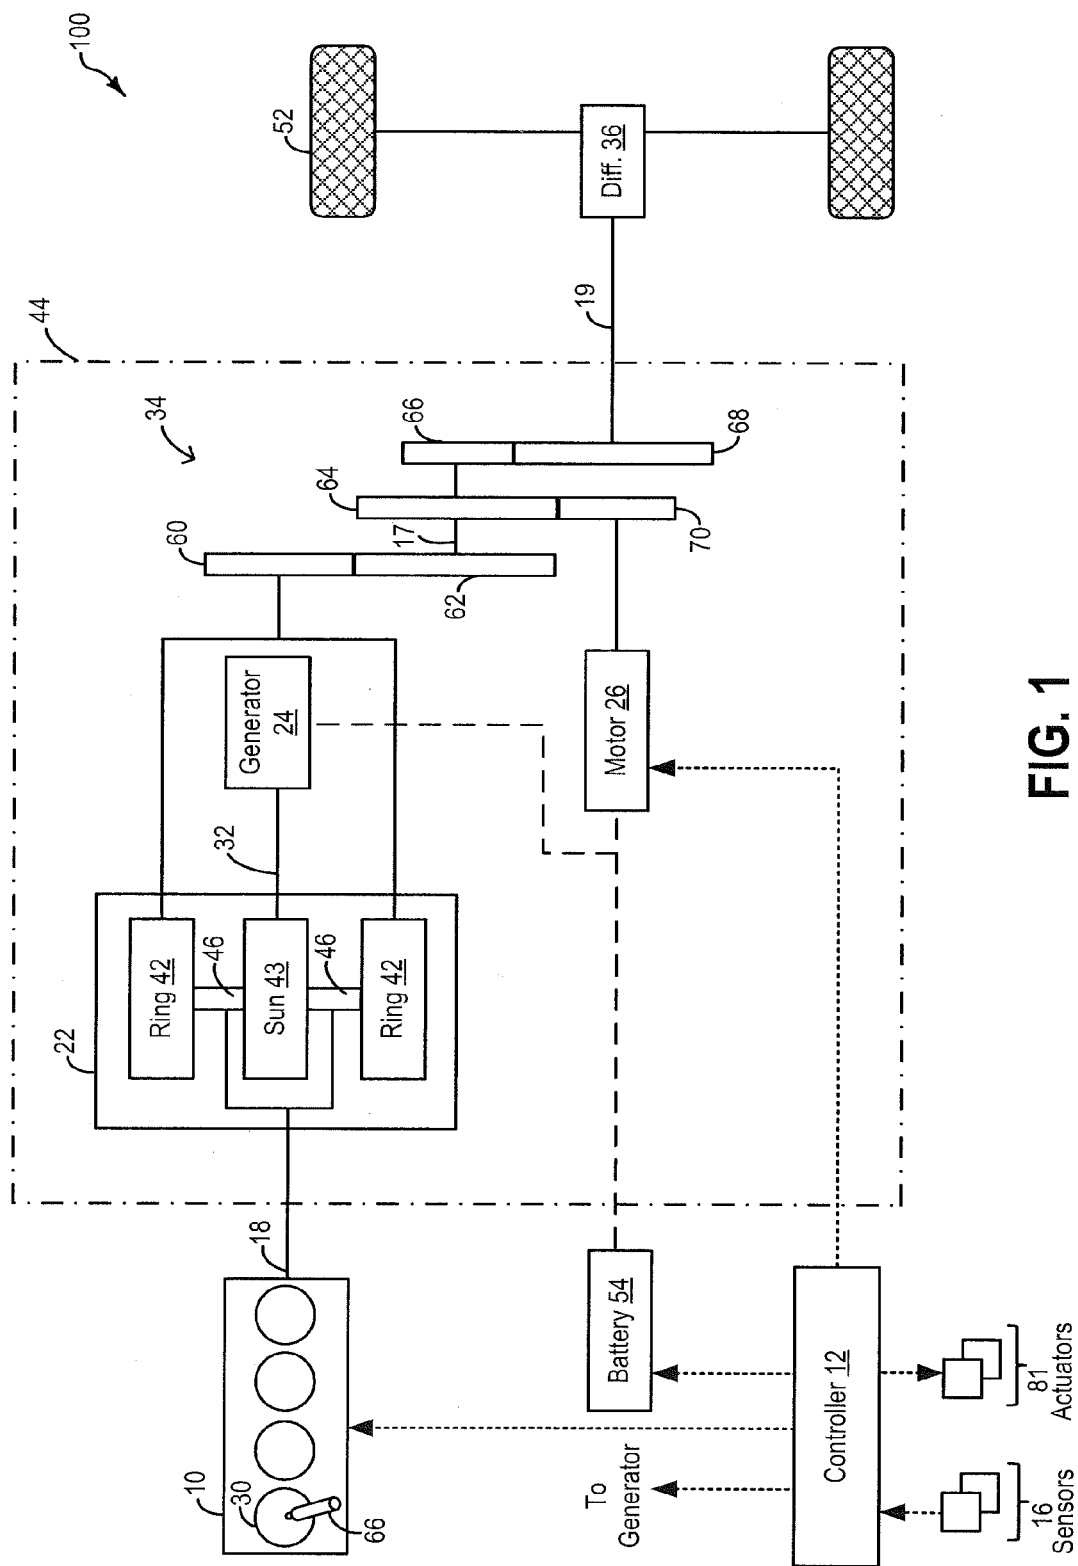 100
52
Diff. 36
19
44
34
66
68
64
70
17
60
62
Generator
24
Motor 26
32
22
Ring 42
46
Sun 43
46
Ring 42
18
10
30
66
Battery 54
To
Generator
Controller 12
16
Sensors
81
Actuators
FIG. 1